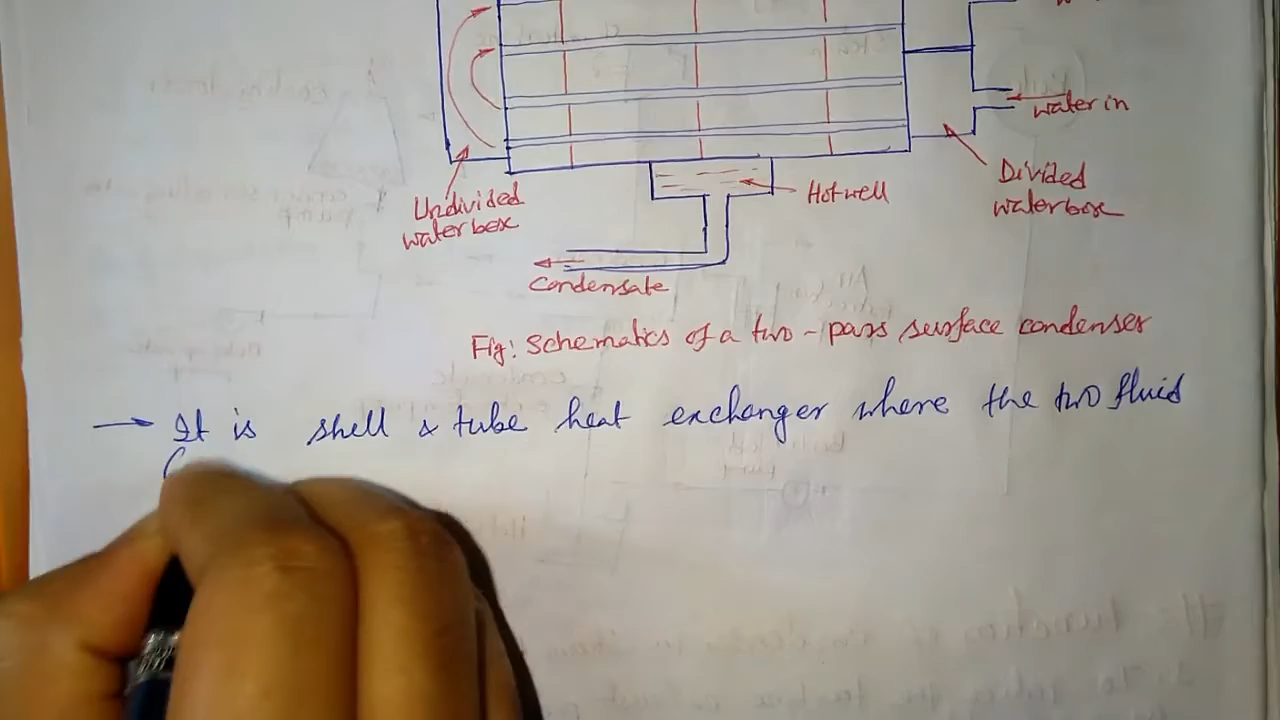 water in
Divided
waterbox
Hotwell
Undivided
waterbox
Condensate
Fig: Schematics of a two-pass surface condenser
→ It is shell & tube heat exchanger where the two fluid
(